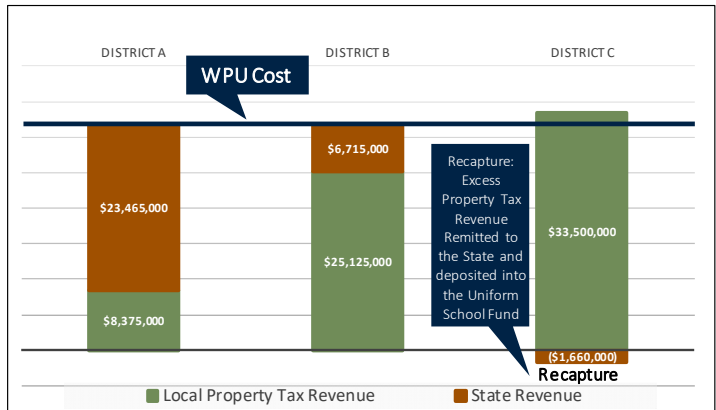 DISTRICT A
DISTRICT B
DISTRICT C
WPU Cost
$23,465,000
$8,375,000
$6,715,000
$25,125,000
Recapture:
Excess
Property Tax
Revenue
Remitted to
the State and
deposited into
the Uniform
School Fund
$33,500,000
($1,660,000)
Recapture
Local Property Tax Revenue
State Revenue